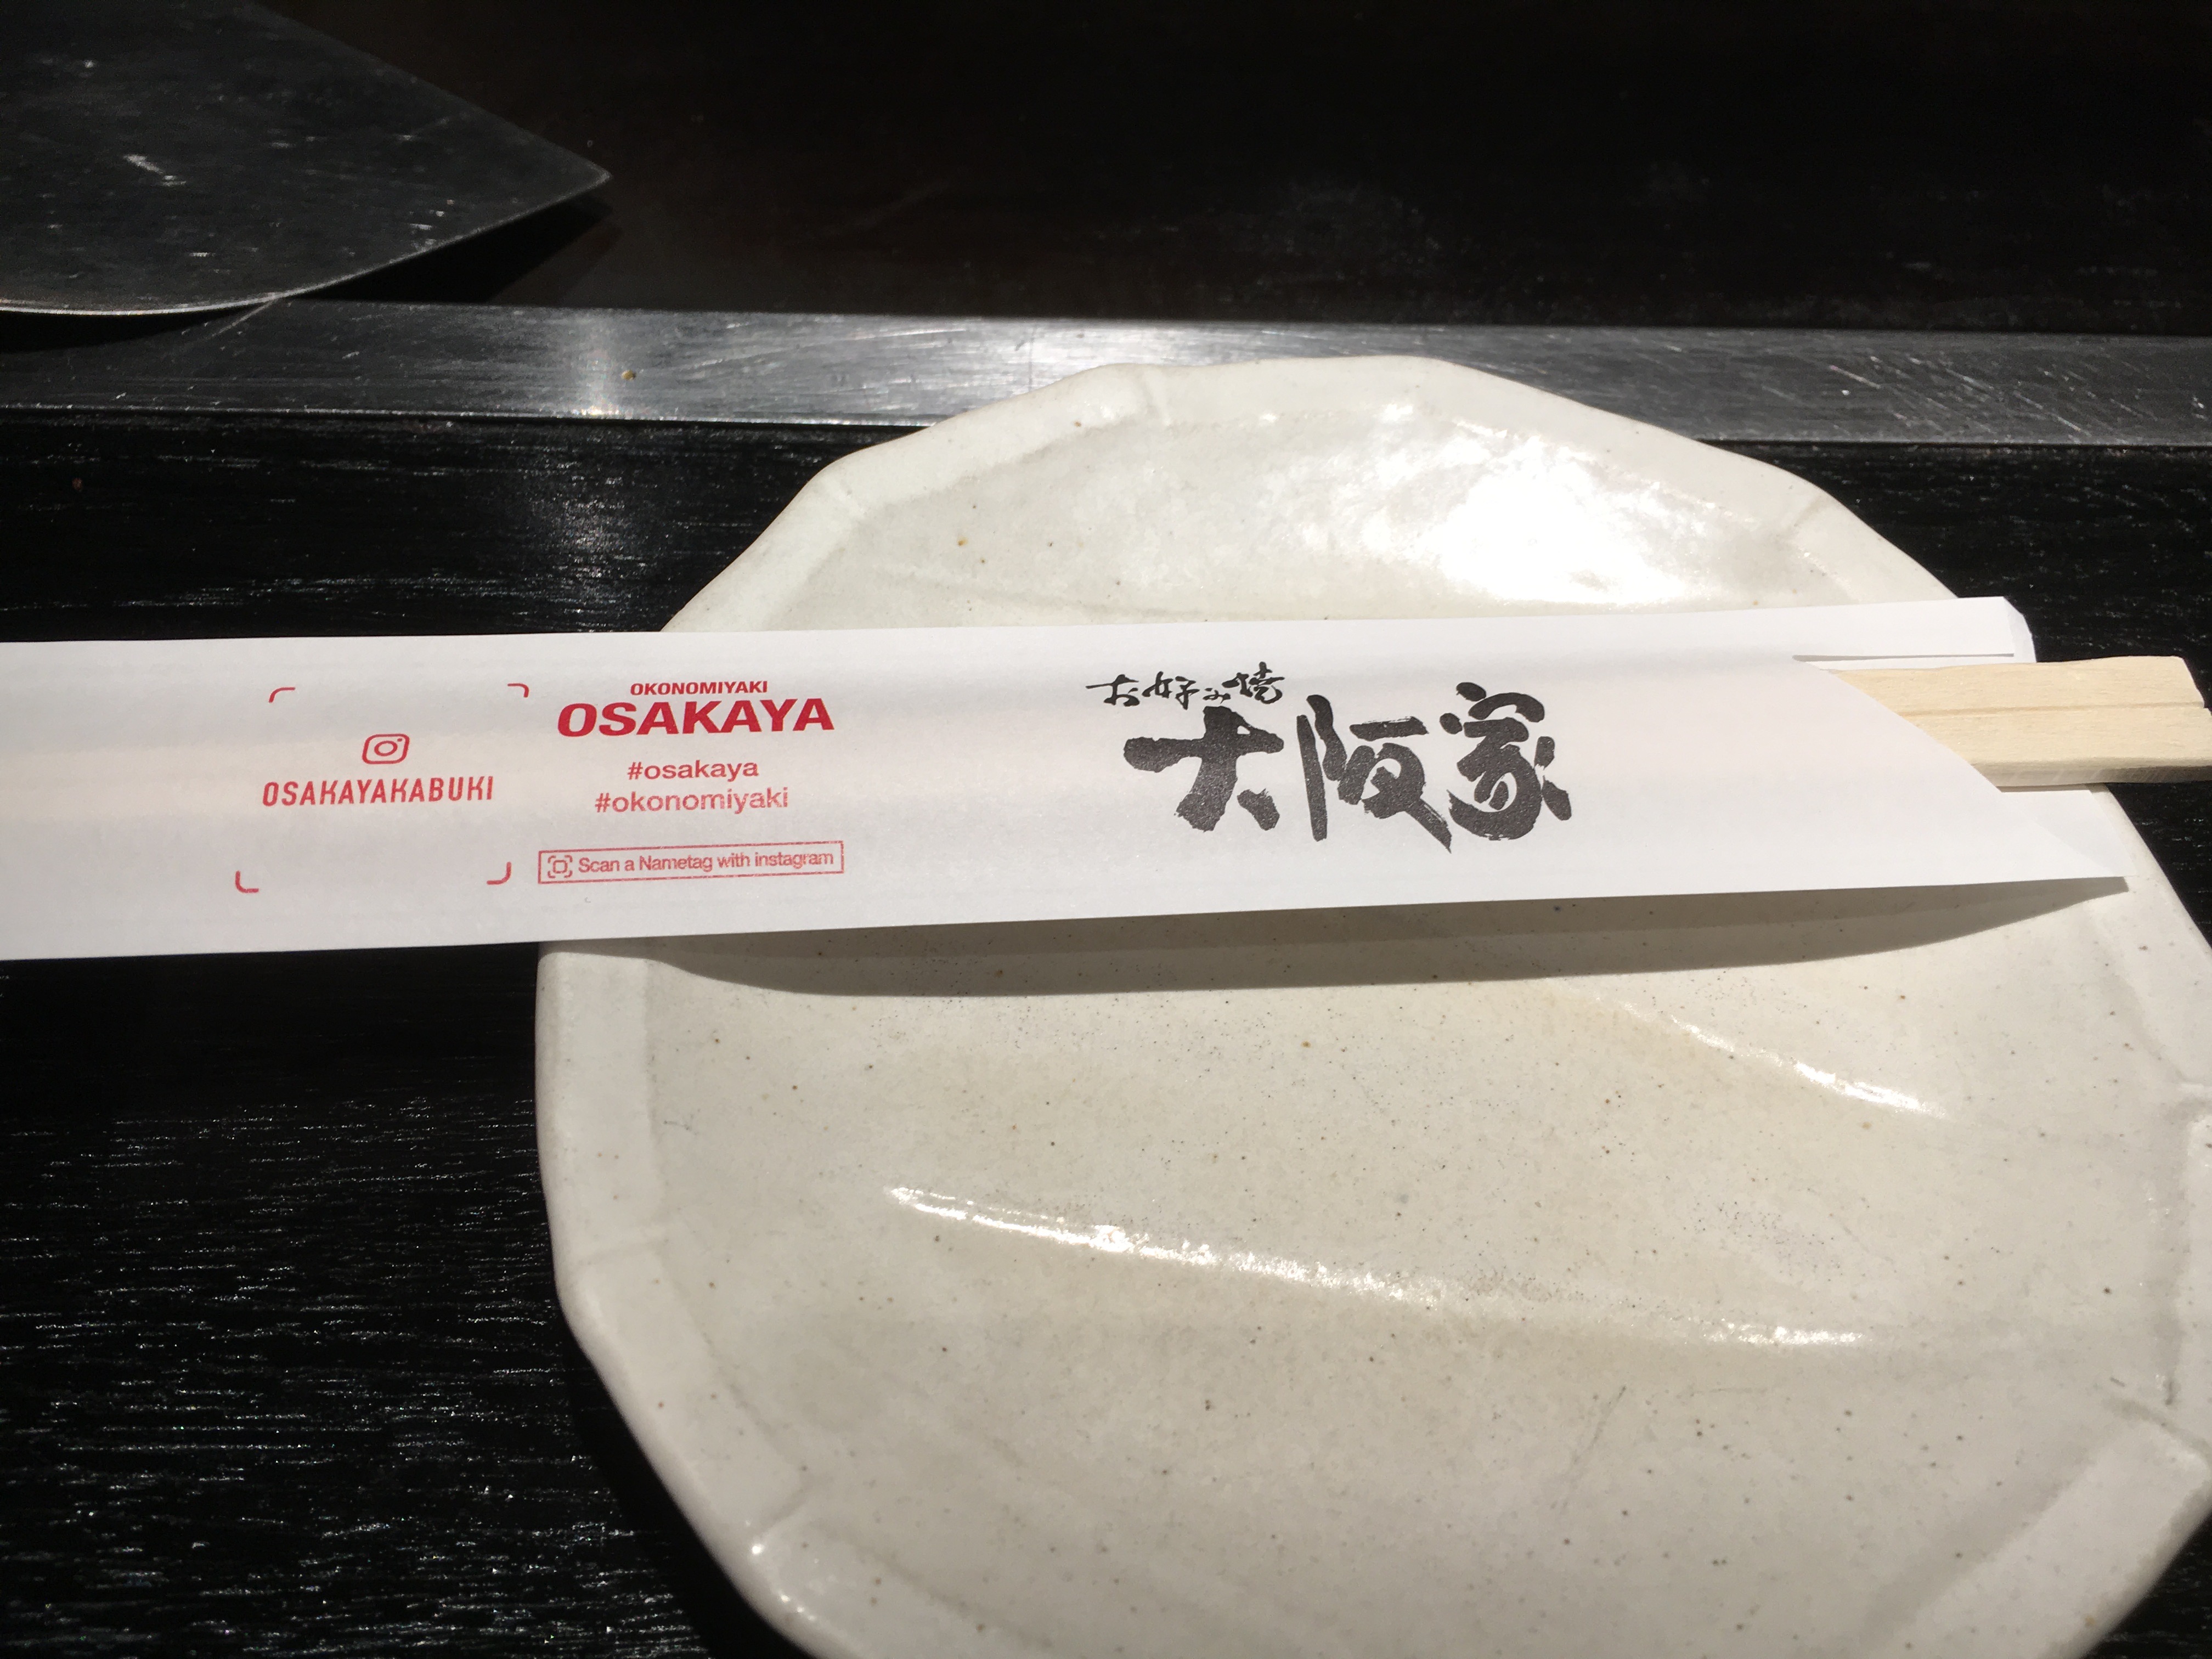 OSAKAYAKABUKI
OKONOMIYAKI
OSAKAYA
#osakaya
#okonomiyaki
Scan a Nametag with instagram
お好み焼
大阪家